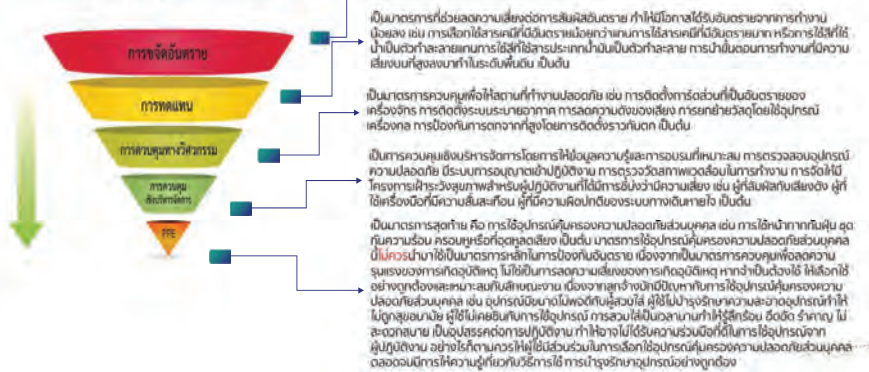 การขจัดอันตราย
การทดแทน
การควบคุมทางวิศวกรรม
การควบคุม
เชิงบริหารจัดการ
PPE
เป็นมาตรการที่ช่วยลดความเสี่ยงต่อการสัมผัสอันตราย ทำให้มีโอกาสได้รับอันตรายจากการทำงาน
น้อยลง เช่น การเลือกใช้สารเคมีที่มีอันตรายน้อยกว่าแทนการใช้สารเคมีที่มีอันตรายมาก หรือการใช้สีที่ใช้
น้ำเป็นตัวทำละลายแทนการใช้สีที่ใช้สารประเภทน้ำมันเป็นตัวทำละลาย การนำขั้นตอนการทำงานที่มีความ
เสี่ยงบนที่สูงลงมาทำในระดับพื้นดิน เป็นต้น
เป็นมาตรการควบคุมเพื่อให้สถานที่ทำงานปลอดภัย เช่น การติดตั้งการ์ดส่วนที่เป็นอันตรายของ
เครื่องจักร การติดตั้งระบบระบายอากาศ การลดความดังของเสียง การยกย้ายวัสดุโดยใช้อุปกรณ์
เครื่องกล การป้องกันการตกจากที่สูงโดยการติดตั้งราวกันตก เป็นต้น
เป็นการควบคุมเชิงบริหารจัดการโดยการให้ข้อมูลความรู้และการอบรมที่เหมาะสม การตรวจสอบอุปกรณ์
ความปลอดภัย มีระบบการอนุญาตเข้าปฏิบัติงาน การตรวจวัดสภาพแวดล้อมในการทำงาน การจัดให้มี
โครงการเฝ้าระวังสุขภาพสำหรับผู้ปฏิบัติงานที่ได้มีการชี้บ่งว่ามีความเสี่ยง เช่น ผู้ที่สัมผัสกับเสียงดัง ผู้ที่
ใช้เครื่องมือที่มีความสั่นสะเทือน ผู้ที่มีความผิดปกติของระบบทางเดินหายใจ เป็นต้น
เป็นมาตรการสุดท้าย คือ การใช้อุปกรณ์คุ้มครองความปลอดภัยส่วนบุคคล เช่น การใช้หน้ากากกันฝุ่น ชุด
กันความร้อน ครอบหูหรือที่อุดหูลดเสียง เป็นต้น มาตรการใช้อุปกรณ์คุ้มครองความปลอดภัยส่วนบุคคล
นี้ไม่ควรนำมาใช้เป็นมาตรการหลักในการป้องกันอันตราย เนื่องจากเป็นมาตรการควบคุมเพื่อลดความ
รุนแรงของการเกิดอุบัติเหตุ ไม่ใช่เป็นการลดความเสี่ยงของการเกิดอุบัติเหตุ หากจำเป็นต้องใช้ ให้เลือกใช้
อย่างถูกต้องและเหมาะสมกับลักษณะงาน เนื่องจากลูกจ้างมักมีปัญหากับการใช้อุปกรณ์คุ้มครองความ
ปลอดภัยส่วนบุคคล เช่น อุปกรณ์มีขนาดไม่พอดีกับผู้สวมใส่ ผู้ใช้ไม่บำรุงรักษาความสะอาดอุปกรณ์ทำให้
ไม่ถูกสุขอนามัย ผู้ใช้ไม่เคยชินกับการใช้อุปกรณ์ การสวมใส่เป็นเวลานานทำให้รู้สึกร้อน อึดอัด รำคาญ ไม่
สะดวกสบาย เป็นอุปสรรคต่อการปฏิบัติงาน ทำให้อาจไม่ได้รับความร่วมมือที่ดีในการใช้อุปกรณ์จาก
ผู้ปฏิบัติงาน อย่างไรก็ตามควรให้ผู้ใช้มีส่วนร่วมในการเลือกใช้อุปกรณ์คุ้มครองความปลอดภัยส่วนบุคคล
ตลอดจนมีการให้ความรู้เกี่ยวกับวิธีการใช้ การบำรุงรักษาอุปกรณ์อย่างถูกต้อง